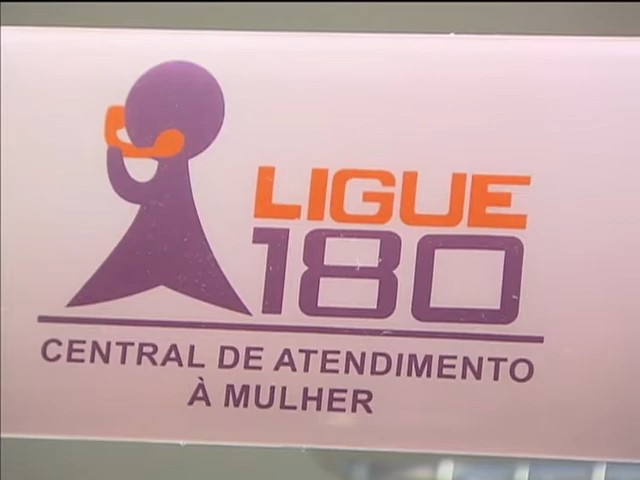 LIGUE
180
CENTRAL DE ATENDIMENTO
À MULHER